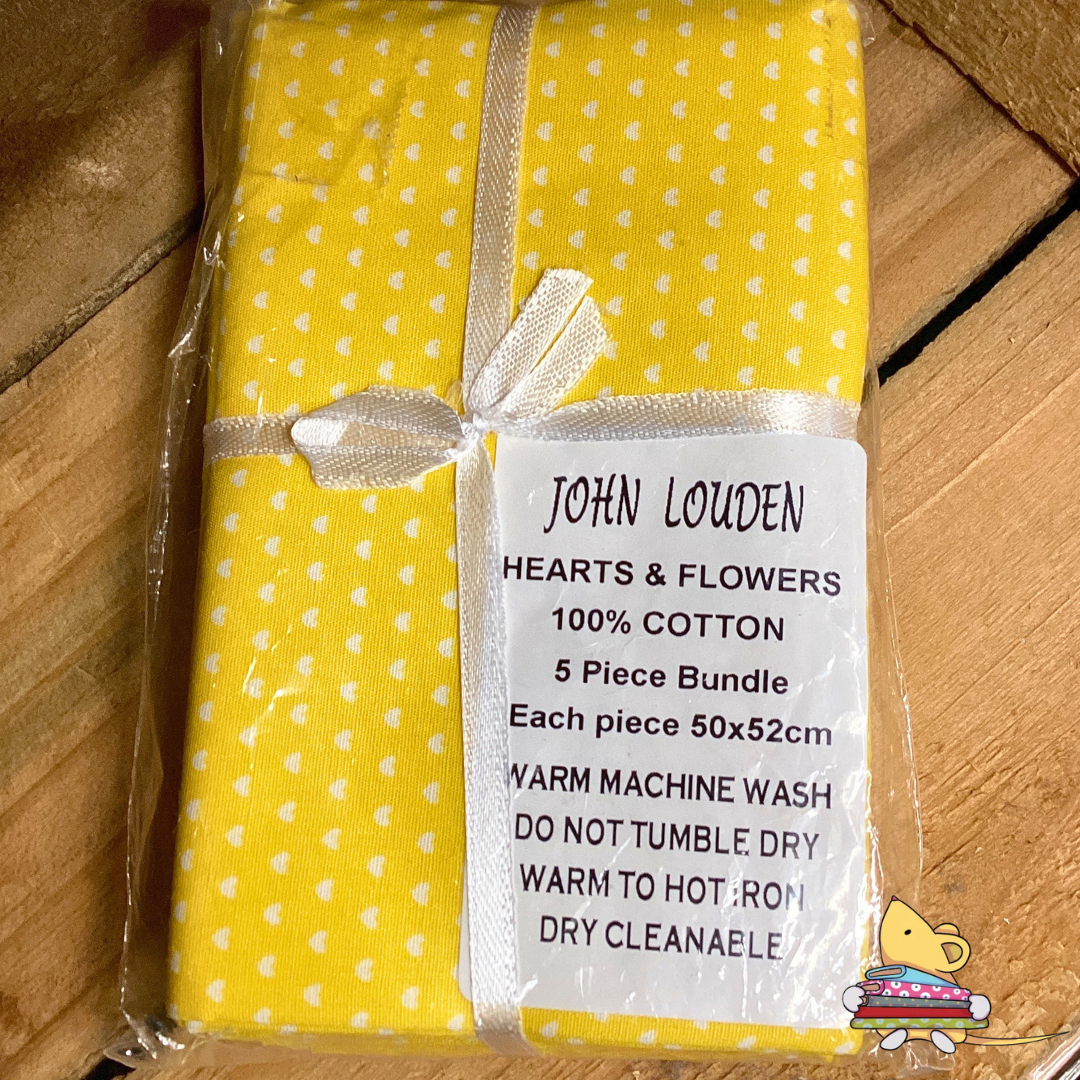 JOHN LOUDEN
HEARTS & FLOWERS
100% COTTON
5 Piece Bundle
Each piece 50x52cm
WARM MACHINE WASH
DO NOT TUMBLE DRY
WARM TO HOT IRON
DRY CLEANABLE